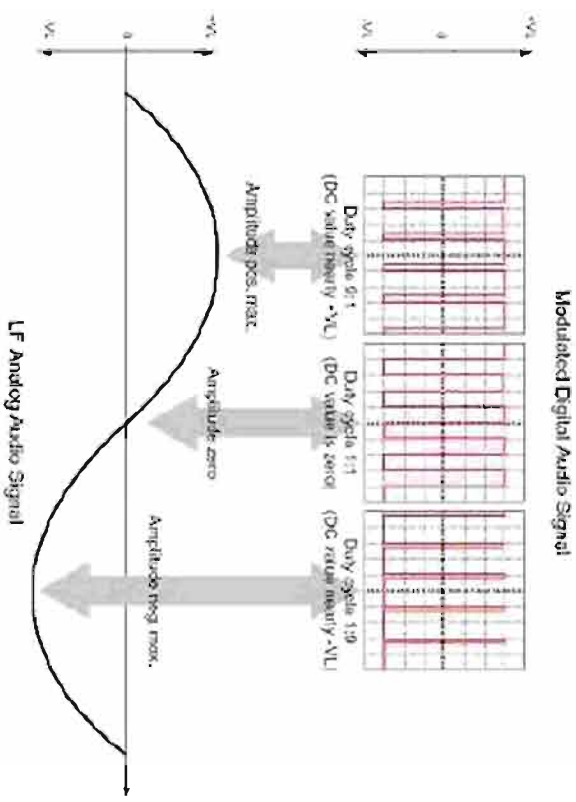 Modulated Digital Audio Signal
+VL
0
-VL
Duty cycle 9:1
(DC value nearly +VL)
Duty cycle 1:1
(DC value is zero)
Duty cycle 1:9
(DC value nearly -VL)
Amplitude pos. max.
Amplitude zero
Amplitude neg. max.
+VL
0
-VL
LF Analog Audio Signal